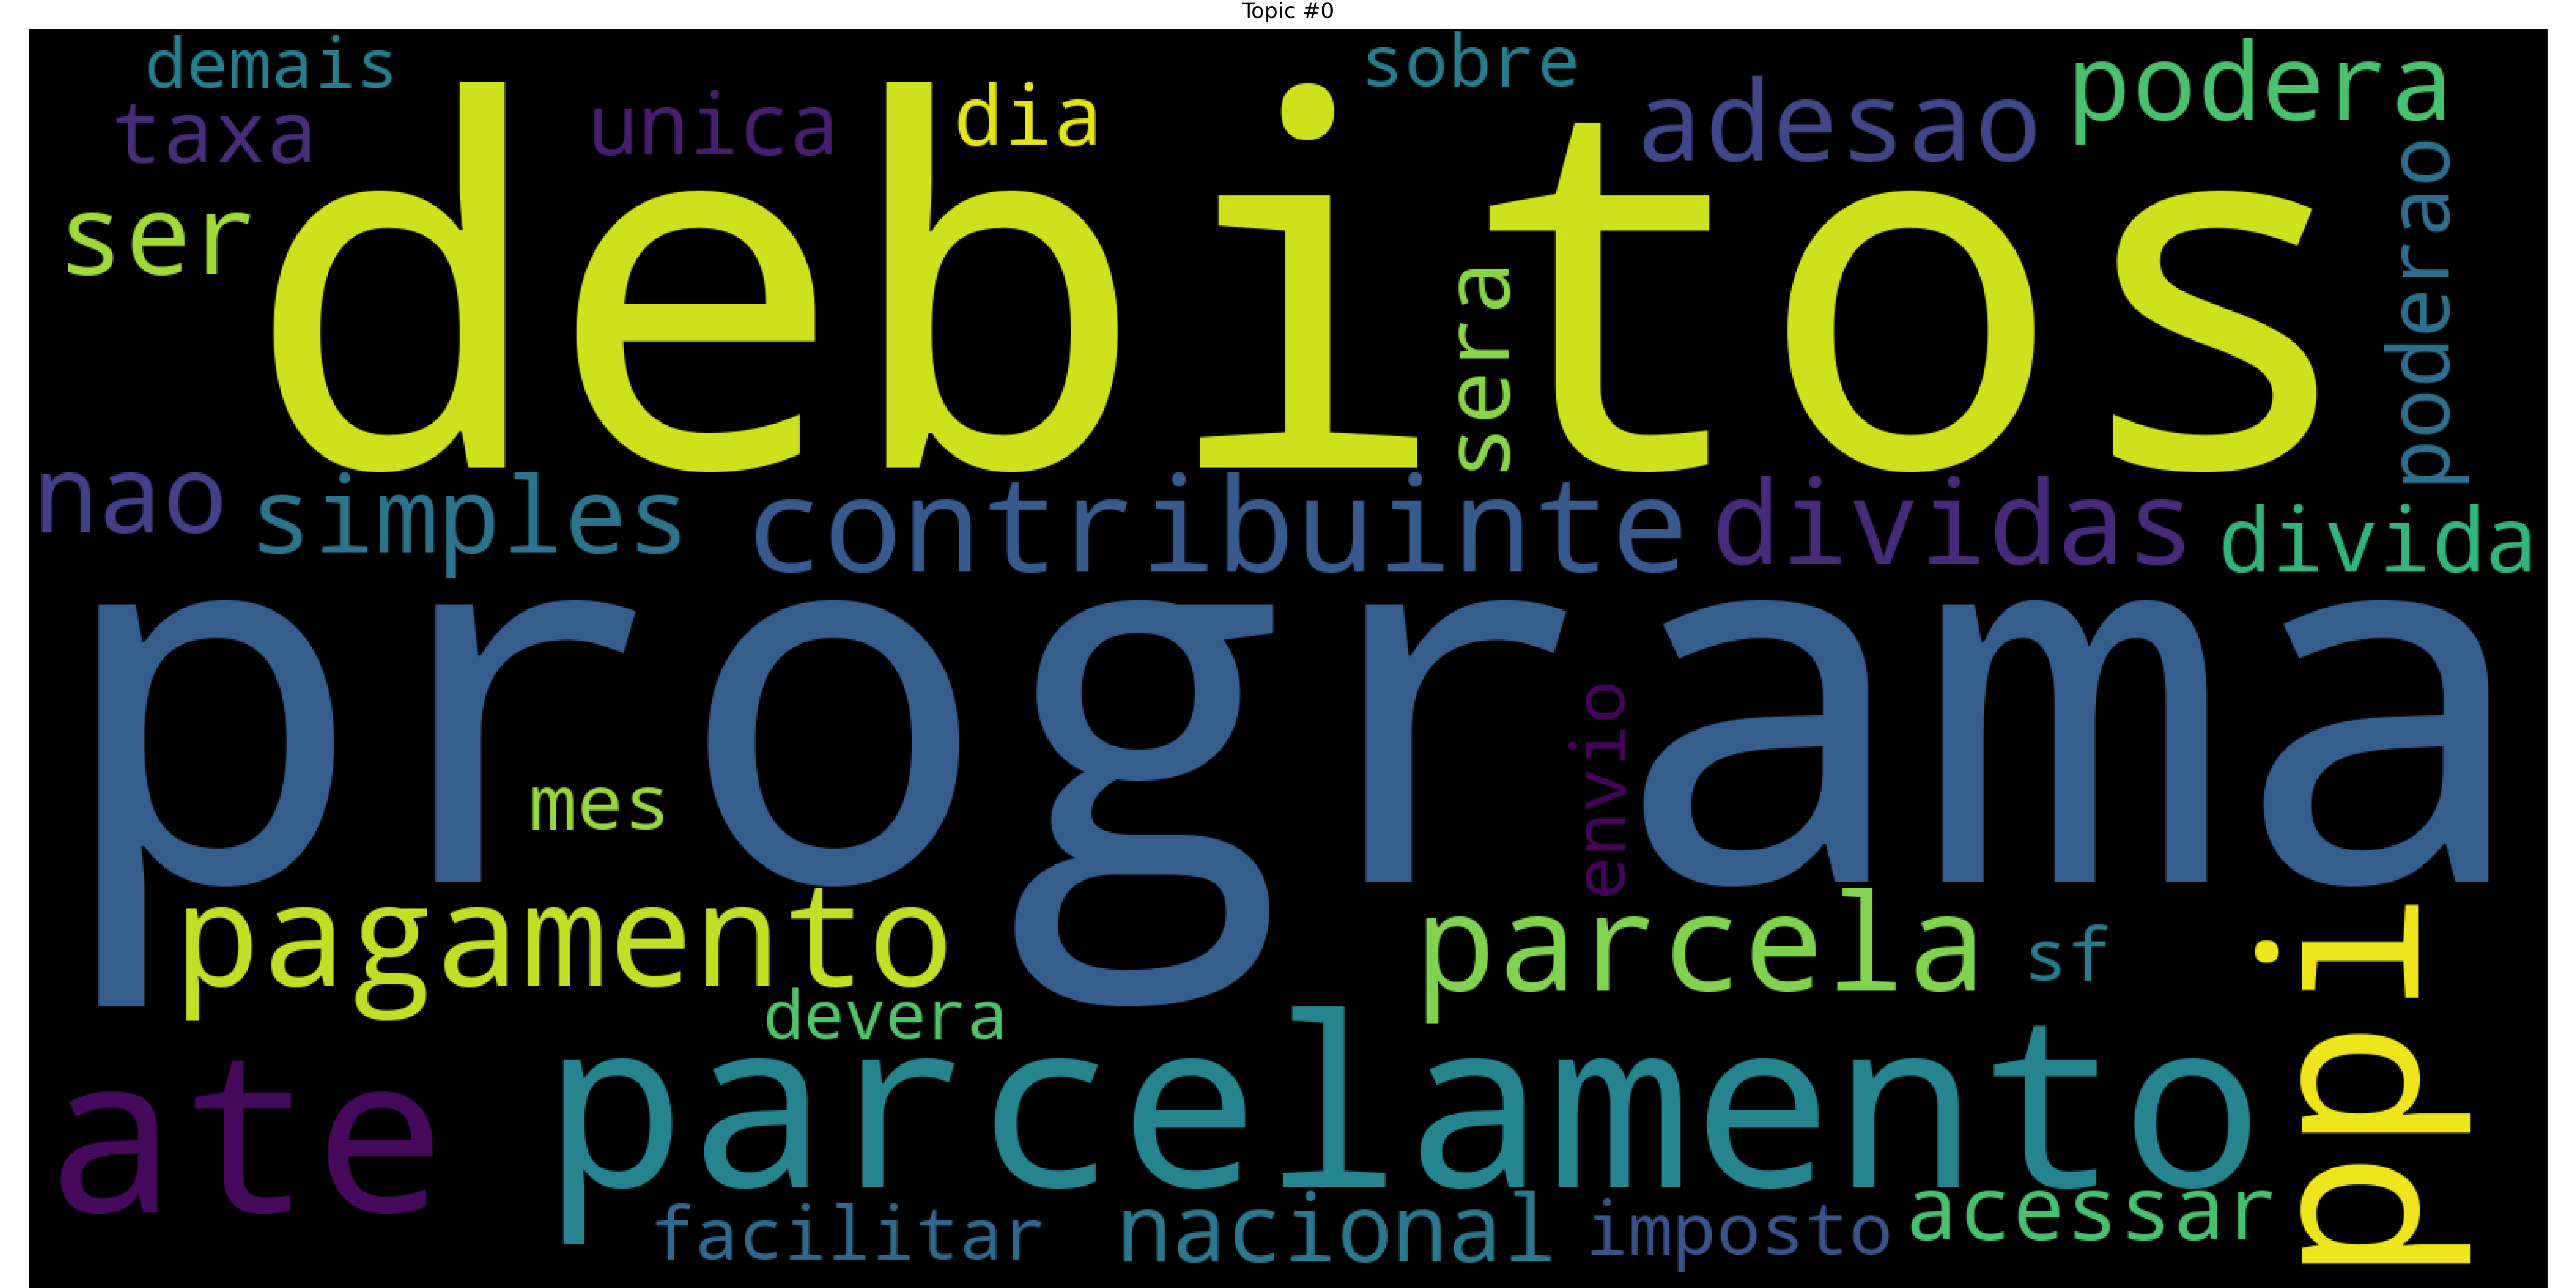 Topic #0
demais
sobre
podera
taxa
unica
dia
adesao
debitos
poderao
ser
sera
nao
simples
contribuinte
dividas
divida
programa
envio
mes
pagamento
parcela
sf
ppi
devera
ate
parcelamento
facilitar
nacional
imposto
acessar